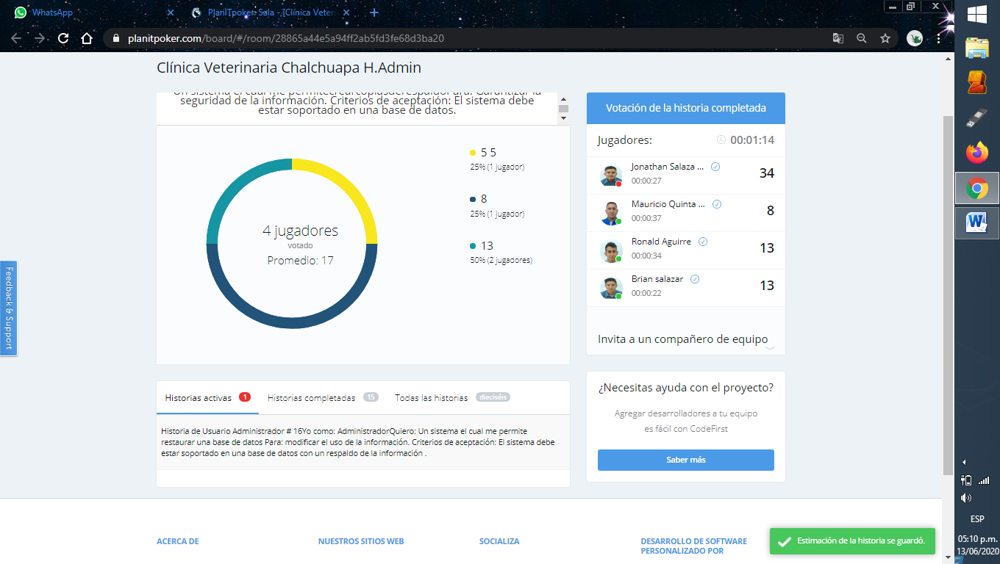 WhatsApp
PlanITpoker: Sala - [Clínica Veter
planitpoker.com/board/#/room/28865a44e5a94ff2ab5fd3fe68d3ba20
Clínica Veterinaria Chalchuapa H.Admin
seguridad de la información. Criterios de aceptación: El sistema debe
estar soportado en una base de datos.
4 jugadores
votado
Promedio: 17
5 5
25% (1 jugador)
8
25% (1 jugador)
13
50% (2 jugadores)
Votación de la historia completada
Jugadores:
00:01:14
Jonathan Salaza ...
00:00:27
34
Mauricio Quinta ...
00:00:37
8
Ronald Aguirre
00:00:34
13
Brian salazar
00:00:22
13
Invita a un compañero de equipo
Feedback & Support
Historias activas 1
Historias completadas 15
Todas las historias dieciséis
Historia de Usuario Administrador # 16Yo como: AdministradorQuiero: Un sistema el cual me permite
restaurar una base de datos Para: modificar el uso de la información. Criterios de aceptación: El sistema debe
estar soportado en una base de datos con un respaldo de la información .
¿Necesitas ayuda con el proyecto?
Agregar desarrolladores a tu equipo
es fácil con CodeFirst
Saber más
ACERCA DE
NUESTROS SITIOS WEB
SOCIALIZA
DESARROLLO DE SOFTWARE
PERSONALIZADO POR
Estimación de la historia se guardó.
ESP
05:10 p.m.
13/06/2020